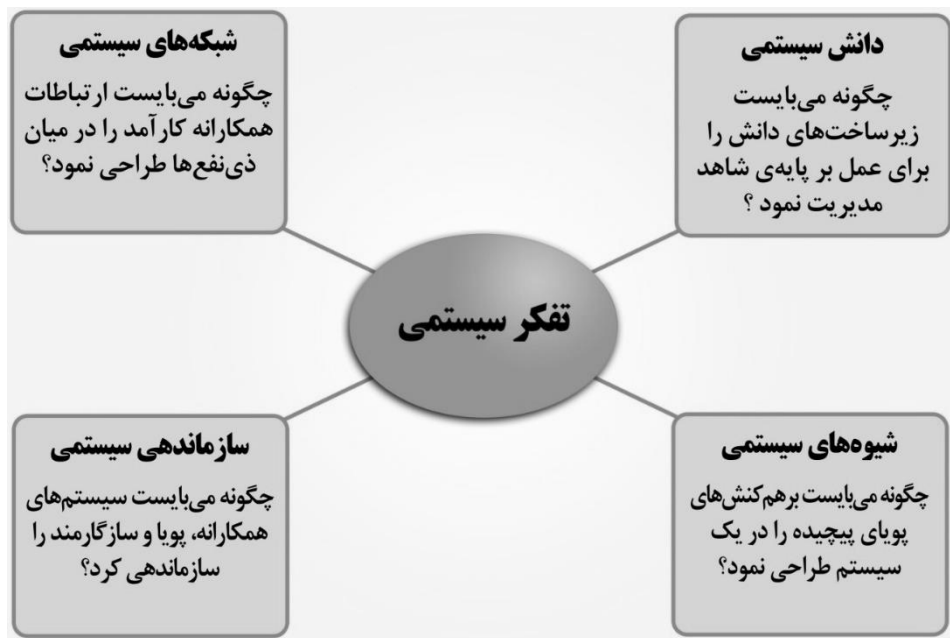 دانش سیستمی
چگونه می‌بایست
زیرساخت‌های دانش را
برای عمل بر پایه‌ی شاهد
مدیریت نمود ؟
شبکه‌های سیستمی
چگونه می‌بایست ارتباطات
همکارانه کارآمد را در میان
ذی‌نفع‌ها طراحی نمود؟
تفکر سیستمی
شیوه‌های سیستمی
چگونه می‌بایست برهم‌کنش‌های
پویای پیچیده را در یک
سیستم طراحی نمود؟
سازماندهی سیستمی
چگونه می‌بایست سیستم‌های
همکارانه، پویا و سازگارمند را
سازماندهی کرد؟